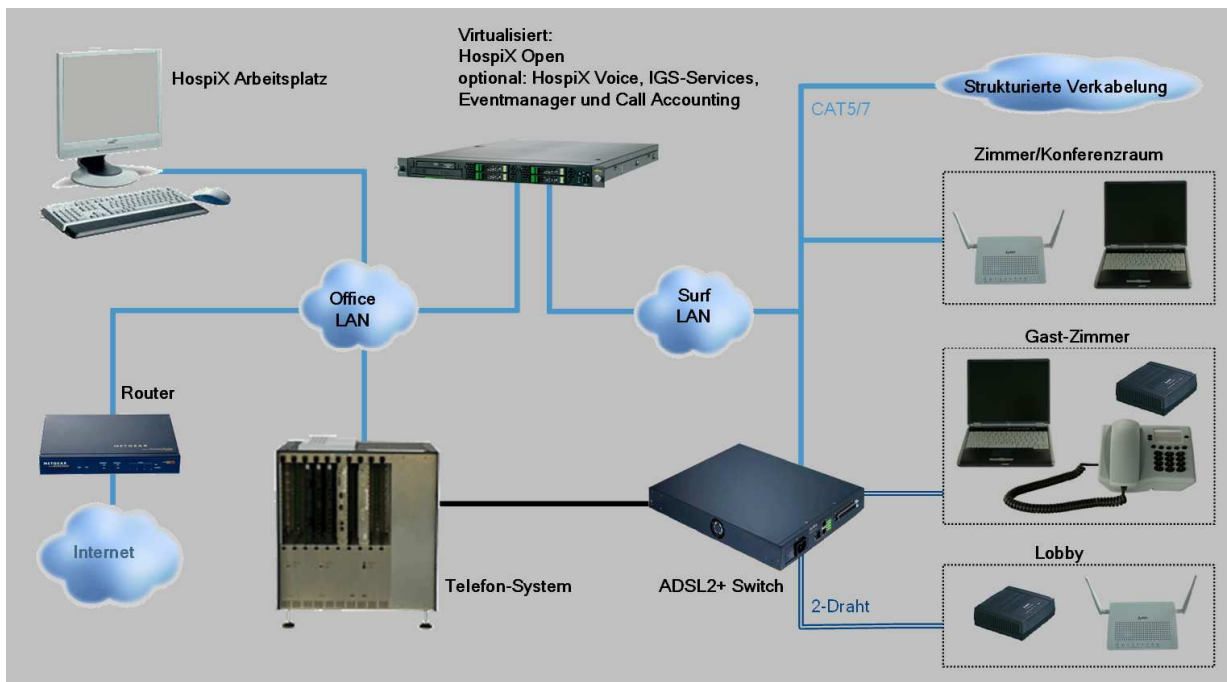 Virtualisiert:
HospiX Open
optional: HospiX Voice, IGS-Services,
Eventmanager und Call Accounting
HospiX Arbeitsplatz
Strukturierte Verkabelung
CAT5/7
Zimmer/Konferenzraum
Office
LAN
Surf
LAN
Gast-Zimmer
Router
NETGEAR
Internet
Telefon-System
ADSL2+ Switch
Lobby
2-Draht